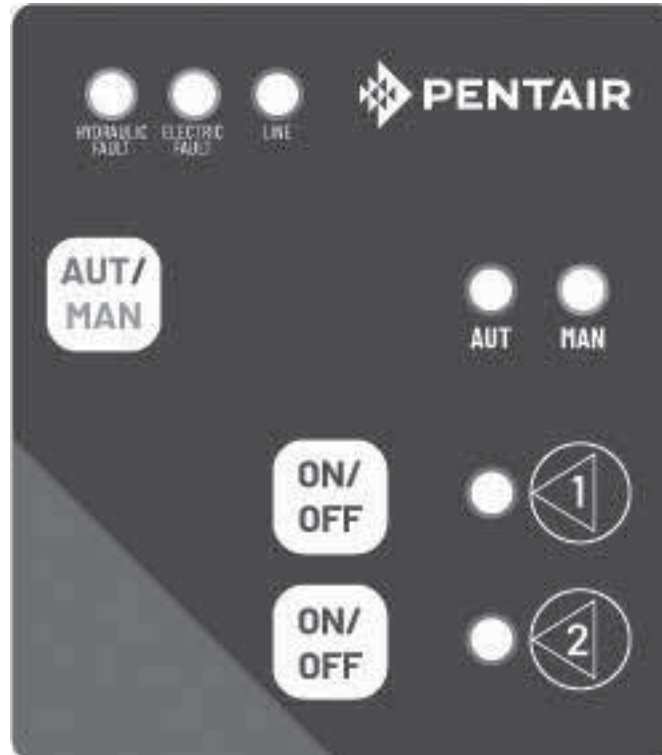 PENTAIR
HYDRAULIC FAULT
ELECTRIC FAULT
LINE
AUT/
MAN
AUT
MAN
ON/
OFF
1
ON/
OFF
2